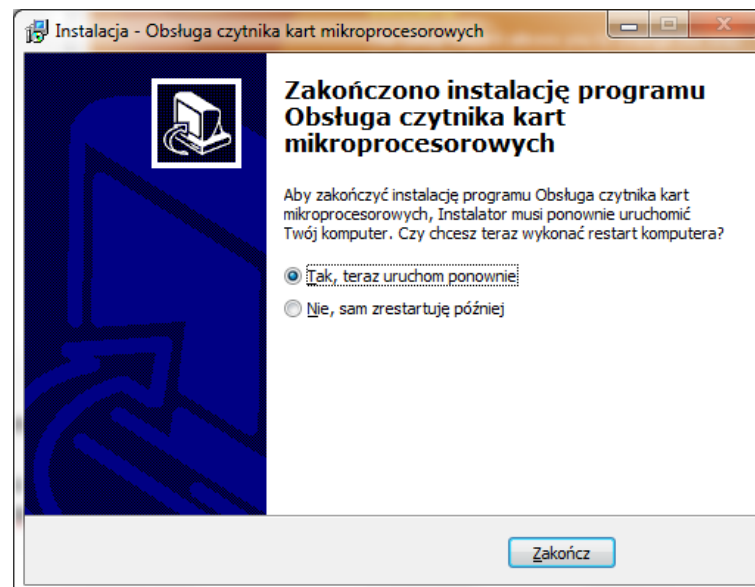 Instalacja - Obsługa czytnika kart mikroprocesorowych
Zakończono instalację programu
Obsługa czytnika kart
mikroprocesorowych
Aby zakończyć instalację programu Obsługa czytnika kart
mikroprocesorowych, Instalator musi ponownie uruchomić
Twój komputer. Czy chcesz teraz wykonać restart komputera?
Tak, teraz uruchom ponownie
Nie, sam zrestartuję później
Zakończ